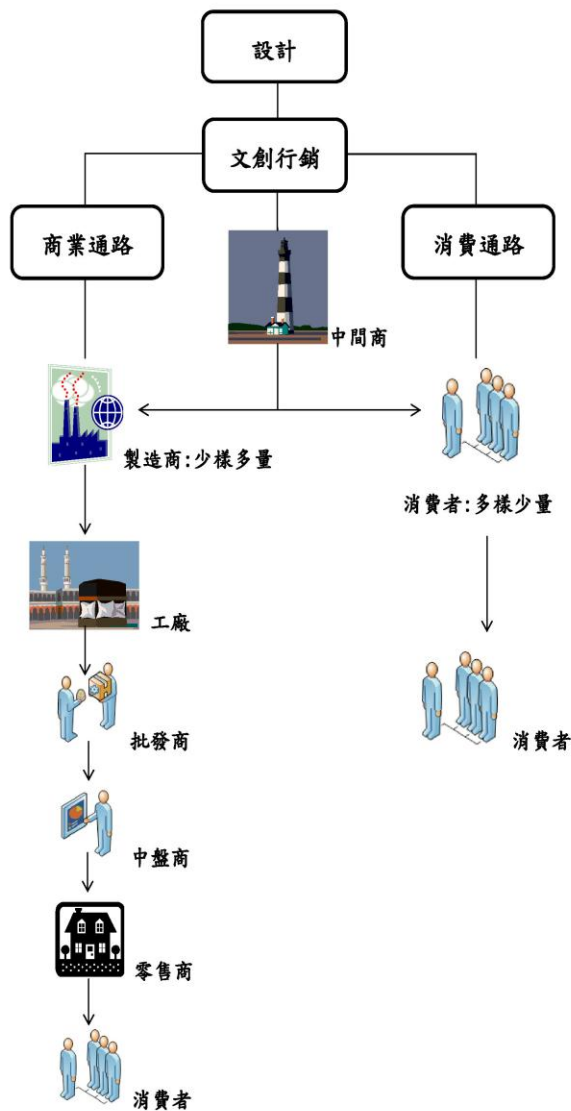 設計
文創行銷
商業通路
消費通路
中間商
製造商:少樣多量
消費者:多樣少量
工廠
批發商
消費者
中盤商
零售商
消費者